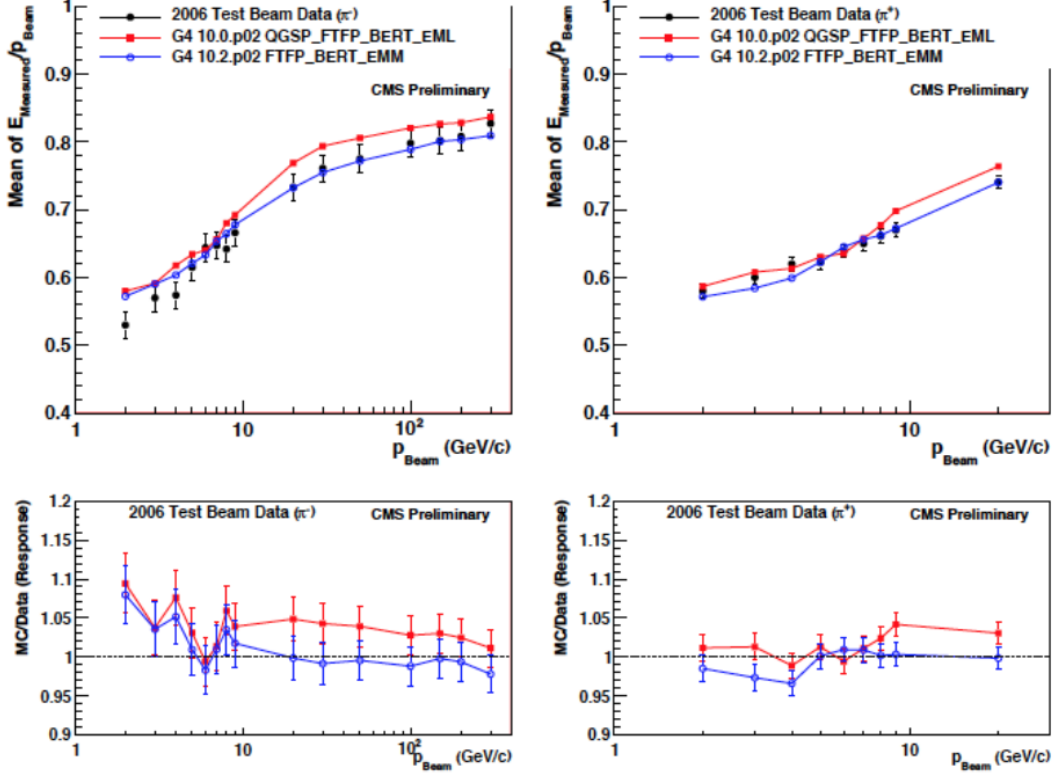 2006 Test Beam Data (π⁻)
G4 10.0.p02 QGSP_FTFP_BERT_EML
G4 10.2.p02 FTFP_BERT_EMM
CMS Preliminary
Mean of E_Measured/p_Beam
1
0.9
0.8
0.7
0.6
0.5
0.4
1
10
10²
p_Beam (GeV/c)
2006 Test Beam Data (π⁺)
G4 10.0.p02 QGSP_FTFP_BERT_EML
G4 10.2.p02 FTFP_BERT_EMM
CMS Preliminary
Mean of E_Measured/p_Beam
1
0.9
0.8
0.7
0.6
0.5
0.4
1
10
p_Beam (GeV/c)
2006 Test Beam Data (π⁻) CMS Preliminary
MC/Data (Response)
1.2
1.15
1.1
1.05
1
0.95
0.9
1
10
10²
p_Beam (GeV/c)
2006 Test Beam Data (π⁺) CMS Preliminary
MC/Data (Response)
1.2
1.15
1.1
1.05
1
0.95
0.9
1
10
p_Beam (GeV/c)